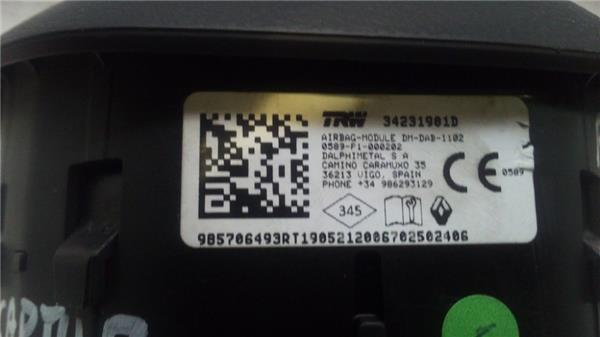 TRW 34231901D
AIRBAG-MODULE DM-DAB-1102
0589-P1-000202
DALPHIMETAL S A
CAMINO CARAMUXO 35
36213 VIGO, SPAIN
PHONE +34 986293129
CE 0589
345
985706493RT1905212006702502406